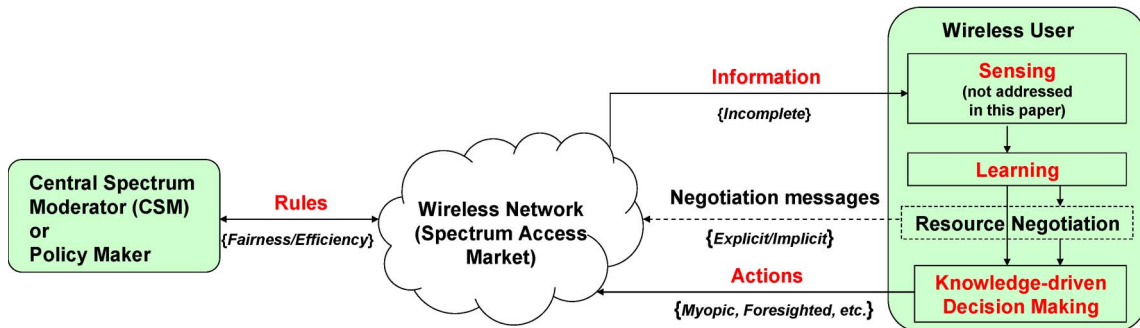 Central Spectrum
Moderator (CSM)
or
Policy Maker
Rules
{Fairness/Efficiency}
Wireless Network
(Spectrum Access
Market)
Information
{Incomplete}
Negotiation messages
{Explicit/Implicit}
Actions
{Myopic, Foresighted, etc.}
Wireless User
Sensing
(not addressed
in this paper)
Learning
Resource Negotiation
Knowledge-driven
Decision Making